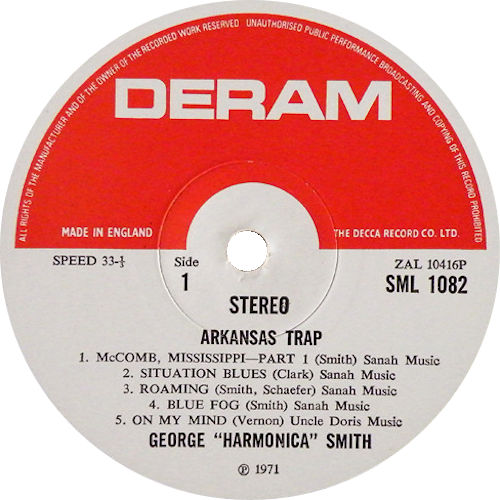 ALL RIGHTS OF THE MANUFACTURER AND OF THE OWNER OF THE RECORDED WORK RESERVED UNAUTHORISED PUBLIC PERFORMANCE BROADCASTING AND COPYING OF THIS RECORD PROHIBITED
DERAM
MADE IN ENGLAND
THE DECCA RECORD CO. LTD.
SPEED 33-⅓
Side
1
ZAL 10416P
SML 1082
STEREO
ARKANSAS TRAP
1. McCOMB, MISSISSIPPI—PART 1 (Smith) Sanah Music
2. SITUATION BLUES (Clark) Sanah Music
3. ROAMING (Smith, Schaefer) Sanah Music
4. BLUE FOG (Smith) Sanah Music
5. ON MY MIND (Vernon) Uncle Doris Music
GEORGE "HARMONICA" SMITH
℗ 1971